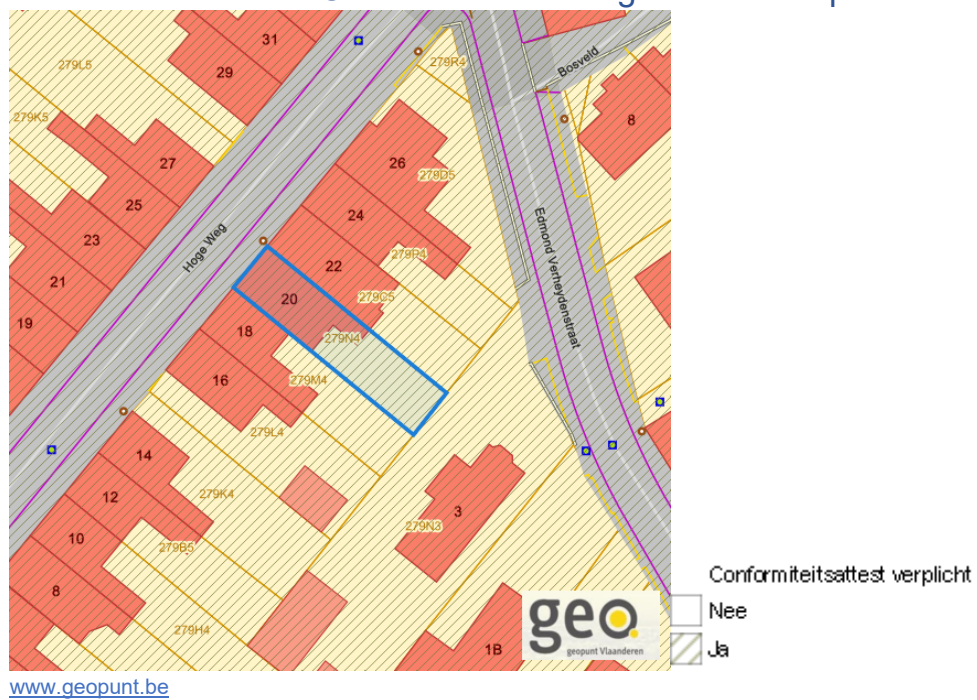 31
279L5
29
279R4
Bosveld
279K5
8
27
26
279D5
25
24
23
Hoge Weg
279P4
Edmond Verheydenstraat
22
21
20
279C5
19
18
279N4
16
279M4
279L4
14
12
279K4
3
279N3
10
279B5
8
279H4
1B
geo
geopunt Vlaanderen
Conformiteitsattest verplicht
Nee
Ja
www.geopunt.be